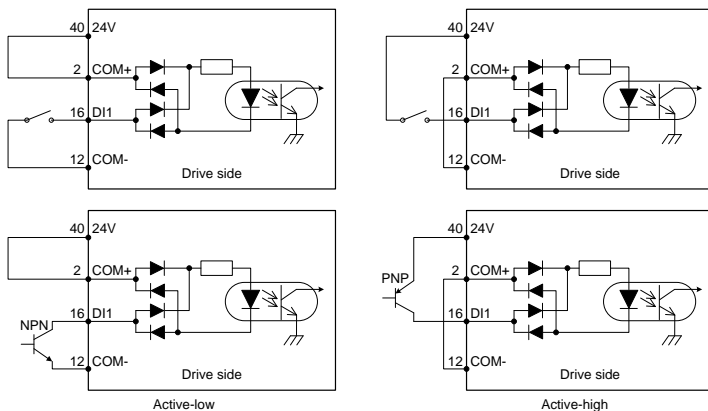 40 24V
2 COM+
16 DI1
12 COM-
Drive side
40 24V
2 COM+
16 DI1
12 COM-
Drive side
40 24V
2 COM+
NPN
16 DI1
12 COM-
Drive side
Active-low
40 24V
PNP
2 COM+
16 DI1
12 COM-
Drive side
Active-high